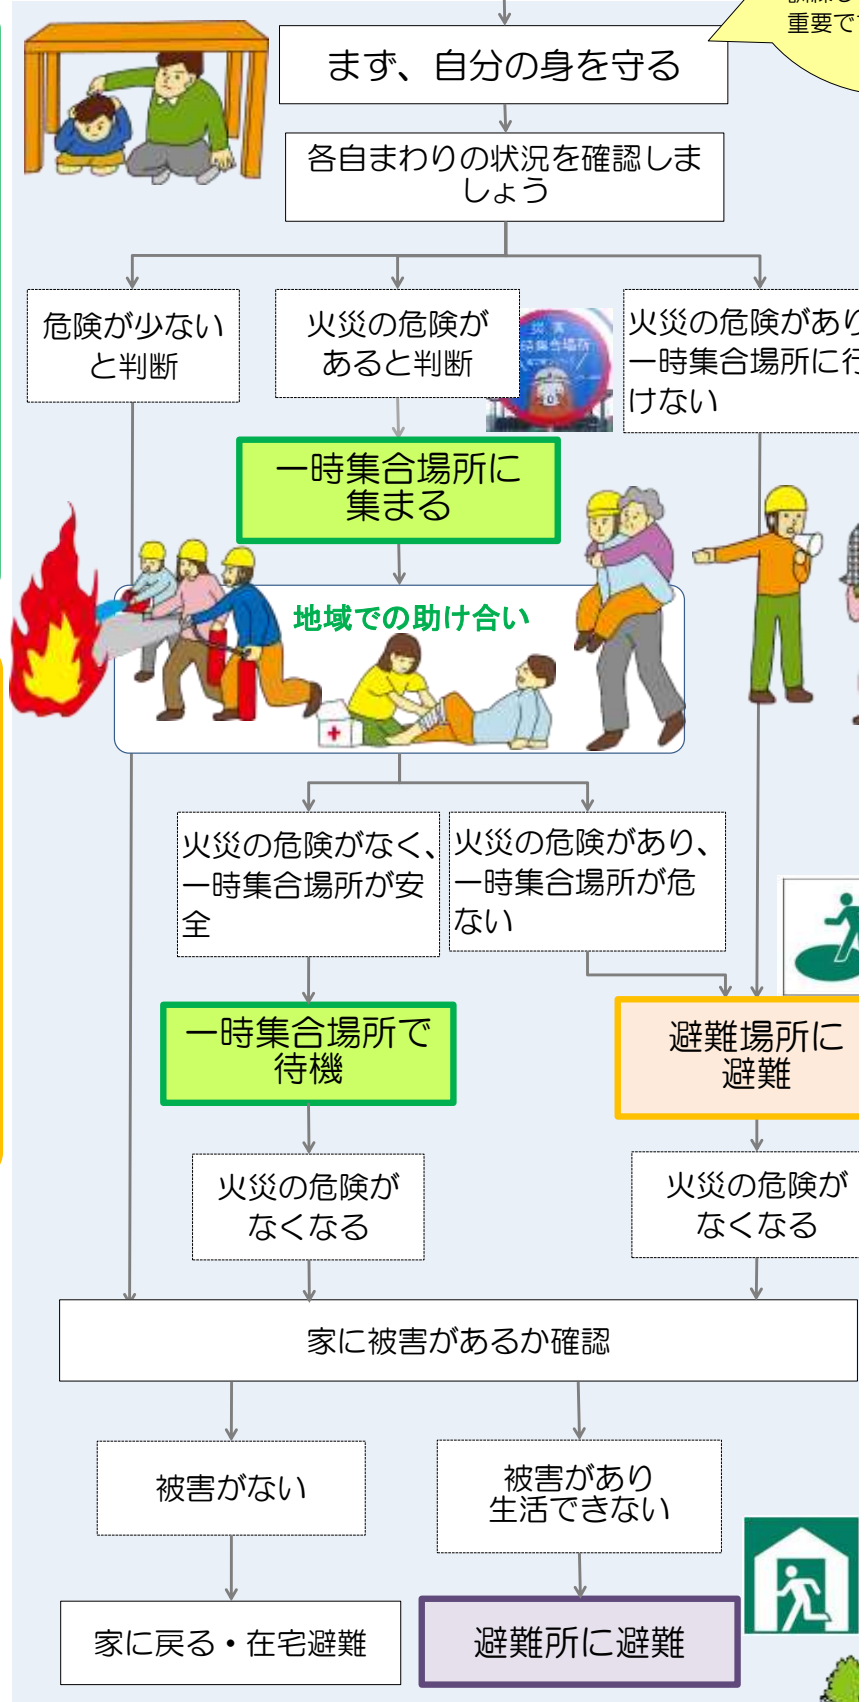 重要で
まず、自分の身を守る
各自まわりの状況を確認しま
しょう
危険が少ない
と判断
火災の危険が
あると判断
災害
時集合場所
火災の危険があり
一時集合場所に行
けない
一時集合場所に
集まる
地域での助け合い
火災の危険がなく、
一時集合場所が安
全
火災の危険があり、
一時集合場所が危
ない
一時集合場所で
待機
避難場所に
避難
火災の危険が
なくなる
火災の危険が
なくなる
家に被害があるか確認
被害がない
被害があり
生活できない
家に戻る・在宅避難
避難所に避難